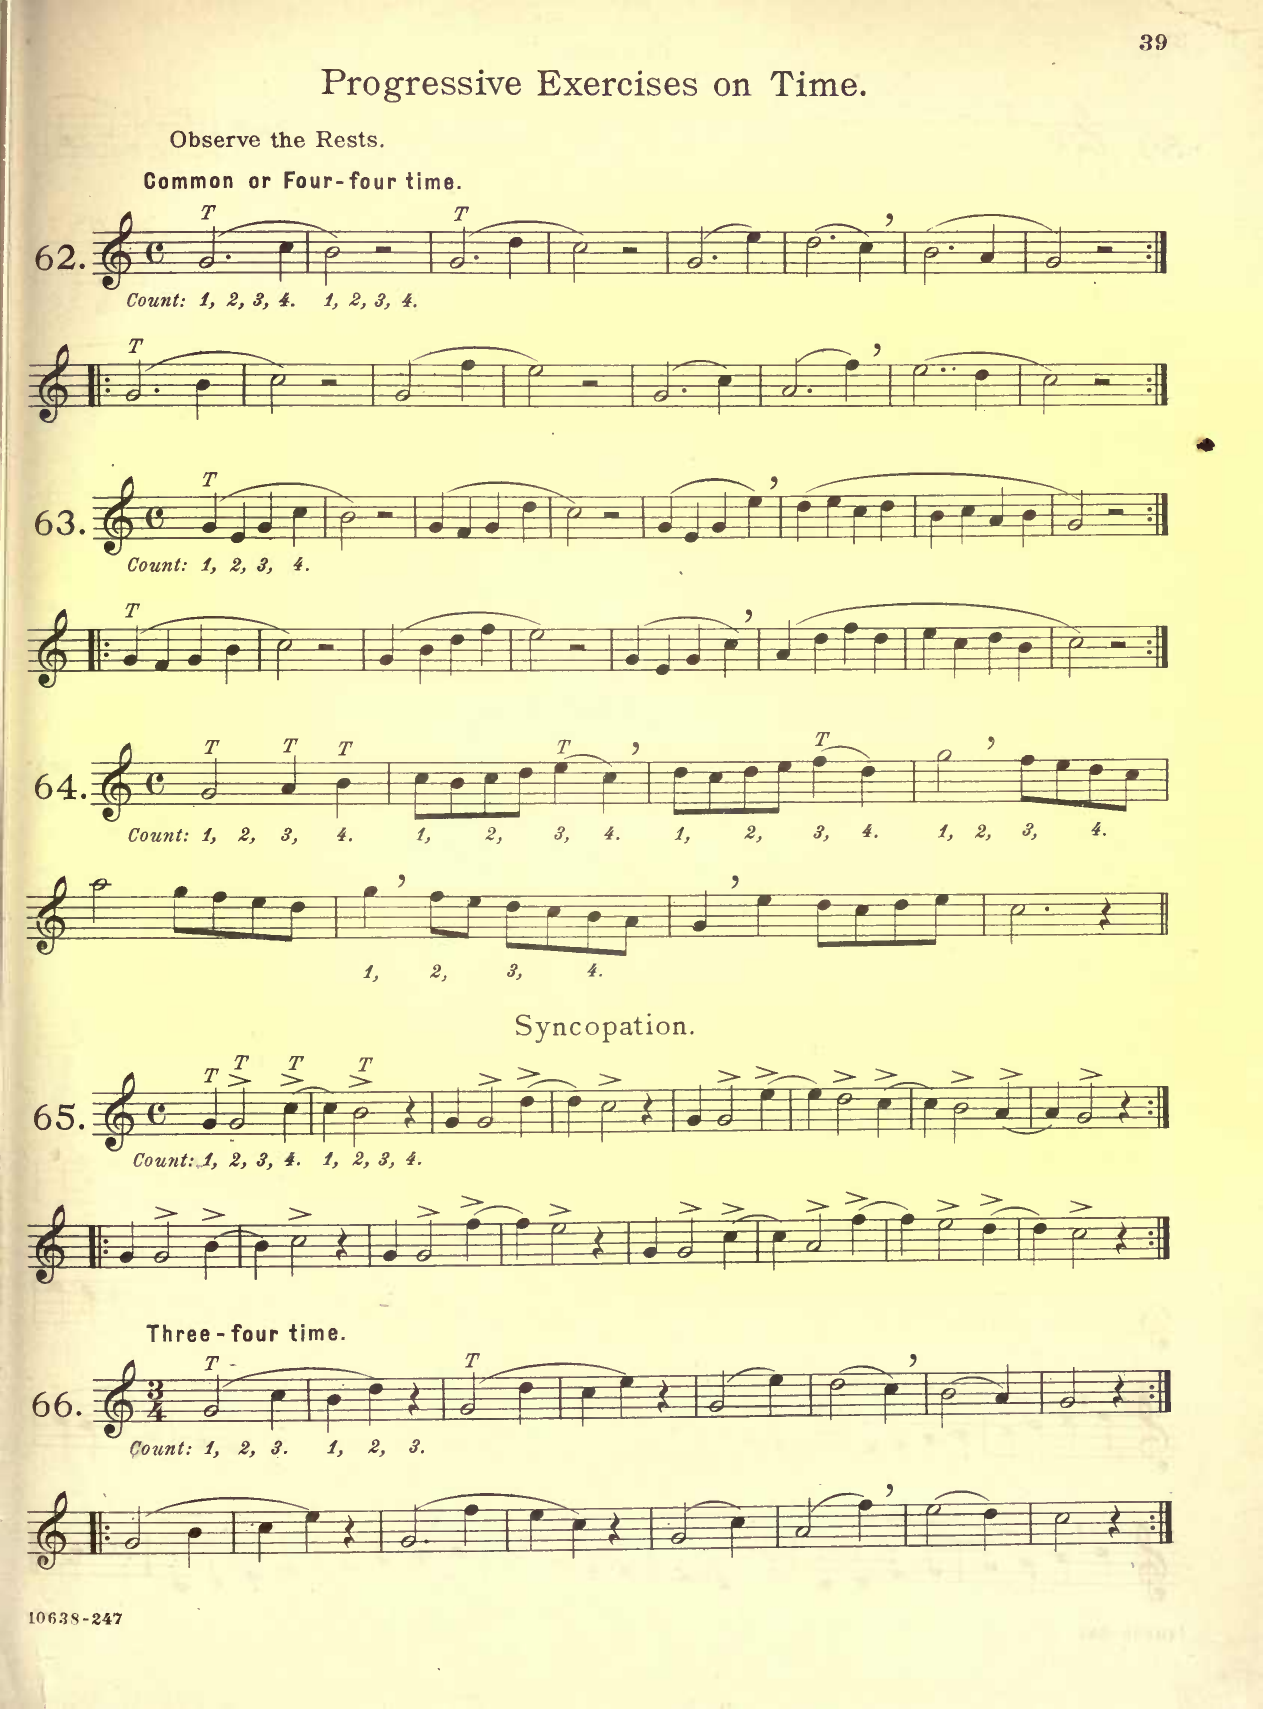 39
Progressive Exercises on Time.
Observe the Rests.
Common or Four-four time.
T T
62.
Count: 1, 2, 3, 4. 1, 2, 3, 4.
T
T
63.
Count: 1, 2, 3, 4.
T
T T T T T
64.
Count: 1, 2, 3, 4. 1, 2, 3, 4. 1, 2, 3, 4. 1, 2, 3, 4.
1, 2, 3, 4.
Syncopation.
T T T T
65.
Count: 1, 2, 3, 4. 1, 2, 3, 4.
Three-four time.
T T
66. 3 4
Count: 1, 2, 3. 1, 2, 3.
10638-247